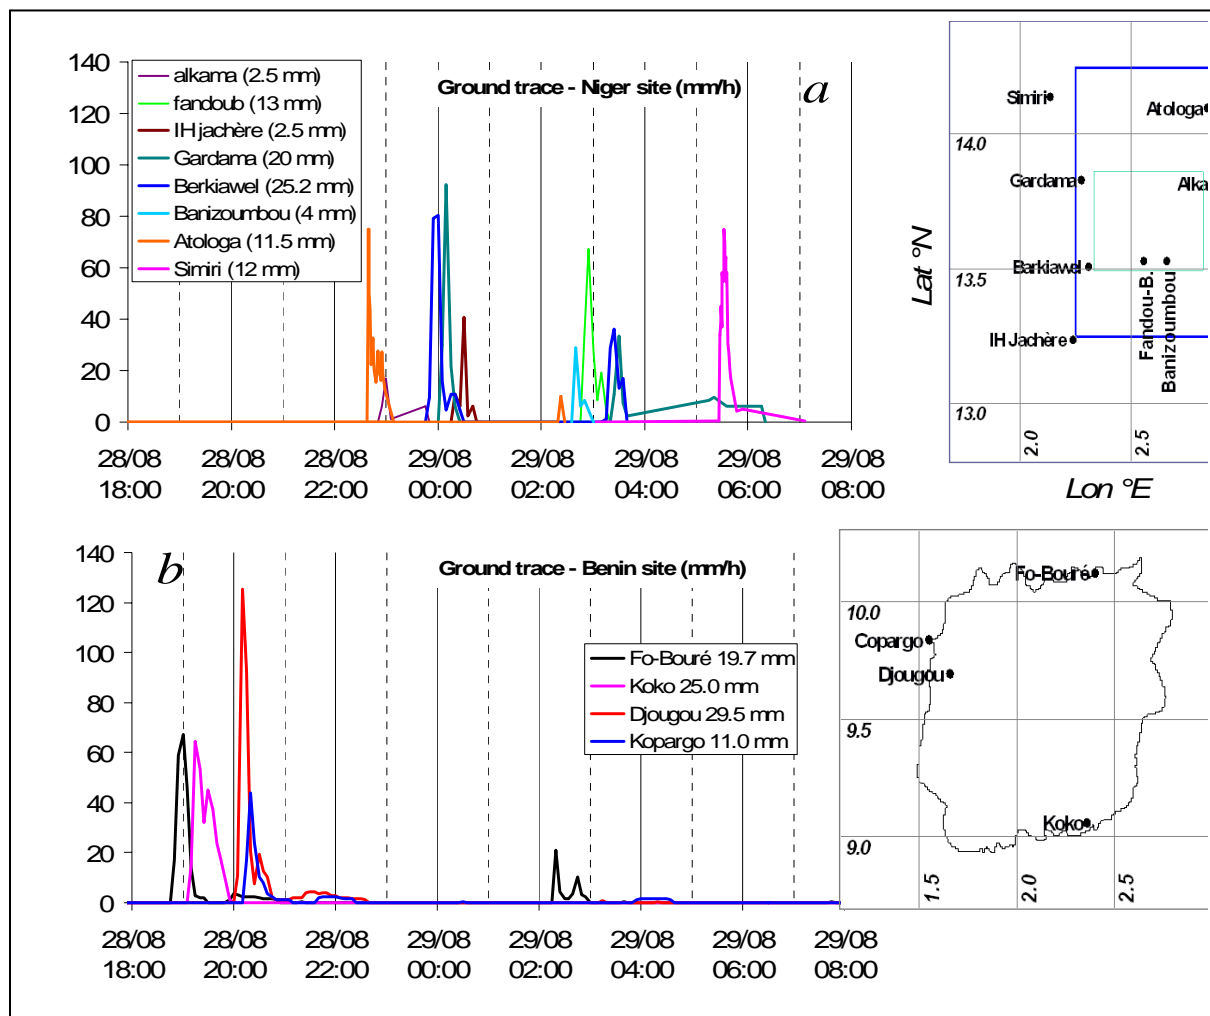 Ground trace - Niger site (mm/h)
a
140
120
100
80
60
40
20
0
alkama (2.5 mm)
fandoub (13 mm)
IH jachère (2.5 mm)
Gardama (20 mm)
Berkiawel (25.2 mm)
Banizoumbou (4 mm)
Atologa (11.5 mm)
Simiri (12 mm)
28/08 28/08 28/08 29/08 29/08 29/08 29/08 29/08
18:00 20:00 22:00 00:00 02:00 04:00 06:00 08:00
Simiri
Atologa
14.0
Gardama
Alka
Lat °N
Barkiawel
13.5
IH Jachère
Fandou-B.
Banizoumbou
13.0
2.0
2.5
Lon °E
b
Ground trace - Benin site (mm/h)
140
120
100
80
60
40
20
0
Fo-Bouré 19.7 mm
Koko 25.0 mm
Djougou 29.5 mm
Kopargo 11.0 mm
28/08 28/08 28/08 29/08 29/08 29/08 29/08 29/08
18:00 20:00 22:00 00:00 02:00 04:00 06:00 08:00
Fo-Bouré
10.0
Copargo
Djougou
9.5
Koko
9.0
1.5
2.0
2.5